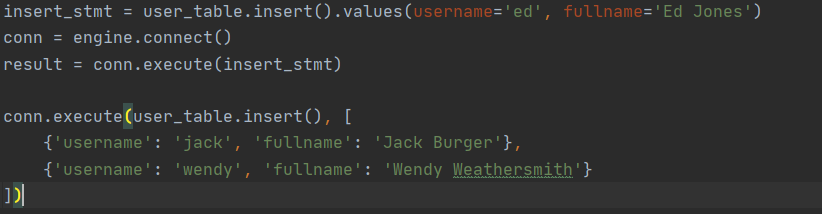 insert_stmt = user_table.insert().values(username='ed', fullname='Ed Jones')
conn = engine.connect()
result = conn.execute(insert_stmt)
conn.execute(user_table.insert(), [
    {'username': 'jack', 'fullname': 'Jack Burger'},
    {'username': 'wendy', 'fullname': 'Wendy Weathersmith'}
])